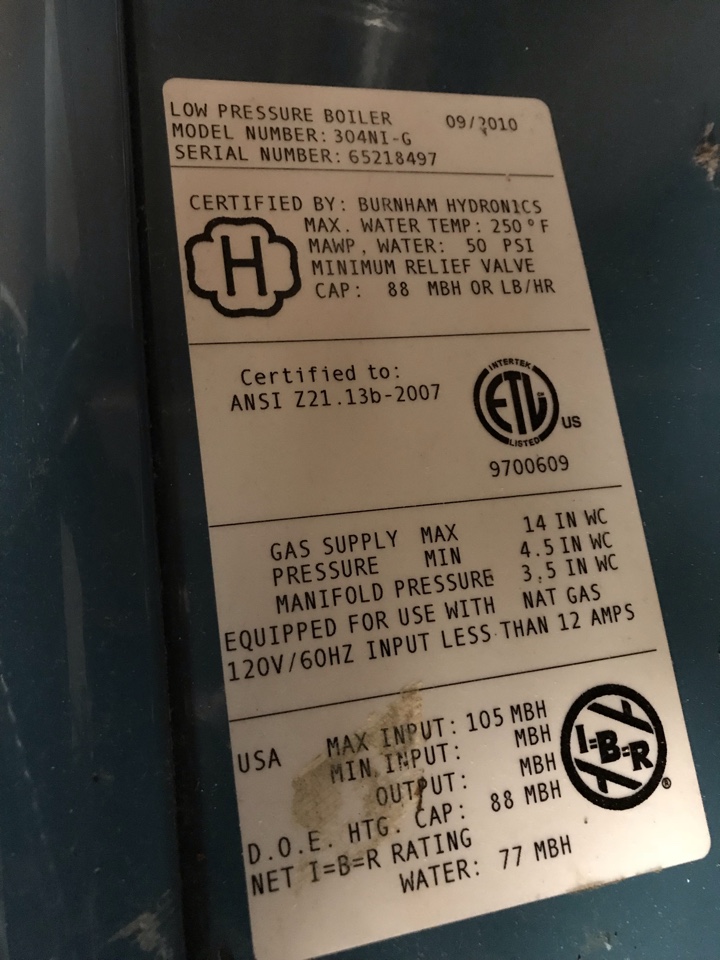 LOW PRESSURE BOILER 09/2010
MODEL NUMBER: 304NI-G
SERIAL NUMBER: 65218497
CERTIFIED BY: BURNHAM HYDRONICS
H
MAX. WATER TEMP: 250°F
MAWP. WATER: 50 PSI
MINIMUM RELIEF VALVE
CAP: 88 MBH OR LB/HR
Certified to:
ANSI Z21.13b-2007
INTERTEK
ETL CM
LISTED
US
9700609
GAS SUPPLY MAX 14 IN WC
PRESSURE MIN 4.5 IN WC
MANIFOLD PRESSURE 3.5 IN WC
EQUIPPED FOR USE WITH NAT GAS
120V/60HZ INPUT LESS THAN 12 AMPS
USA MAX INPUT: 105 MBH
MIN. INPUT: MBH
OUTPUT: MBH
D.O.E. HTG. CAP: 88 MBH
NET I=B=R RATING
WATER: 77 MBH
I=B=R ®